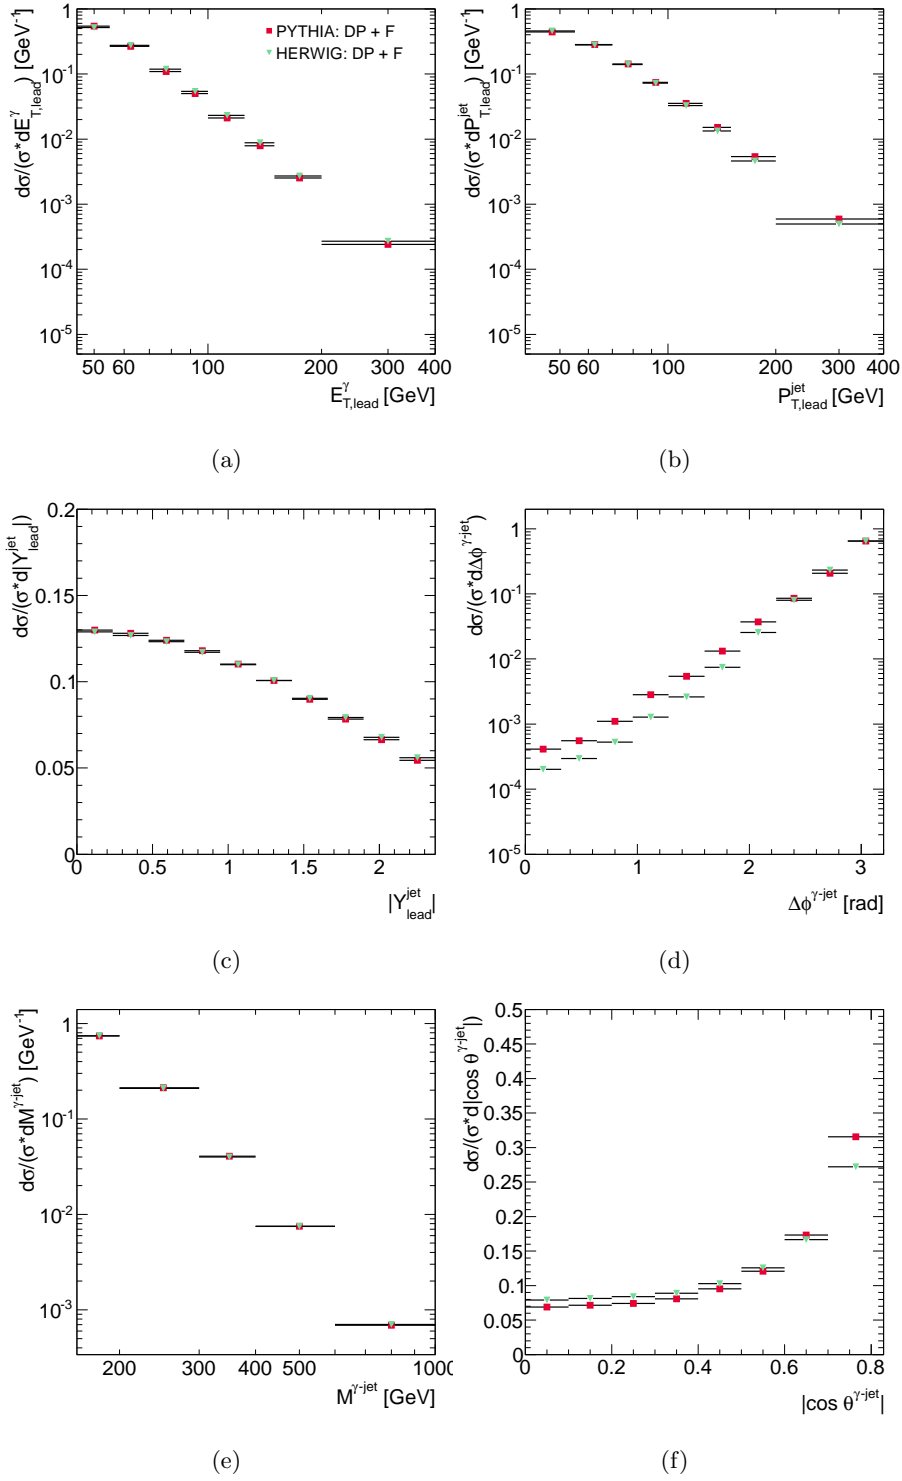 dσ/(σ*dE^γ_T,lead) [GeV^-1]
1
10^-1
10^-2
10^-3
10^-4
10^-5
PYTHIA: DP + F
HERWIG: DP + F
50 60 100 200 300 400
E^γ_T,lead [GeV]
(a)
dσ/(σ*dP^jet_T,lead) [GeV^-1]
1
10^-1
10^-2
10^-3
10^-4
10^-5
50 60 100 200 300 400
P^jet_T,lead [GeV]
(b)
dσ/(σ*d|Y^jet_lead|)
0.2
0.15
0.1
0.05
0
0 0.5 1 1.5 2
|Y^jet_lead|
(c)
dσ/(σ*dΔϕ^γ-jet)
1
10^-1
10^-2
10^-3
10^-4
10^-5
0 1 2 3
Δϕ^γ-jet [rad]
(d)
dσ/(σ*dM^γ-jet) [GeV^-1]
1
10^-1
10^-2
10^-3
200 300 400 500 1000
M^γ-jet [GeV]
(e)
dσ/(σ*d|cos θ^γ-jet|)
0.5
0.45
0.4
0.35
0.3
0.25
0.2
0.15
0.1
0.05
0
0 0.2 0.4 0.6 0.8
|cos θ^γ-jet|
(f)